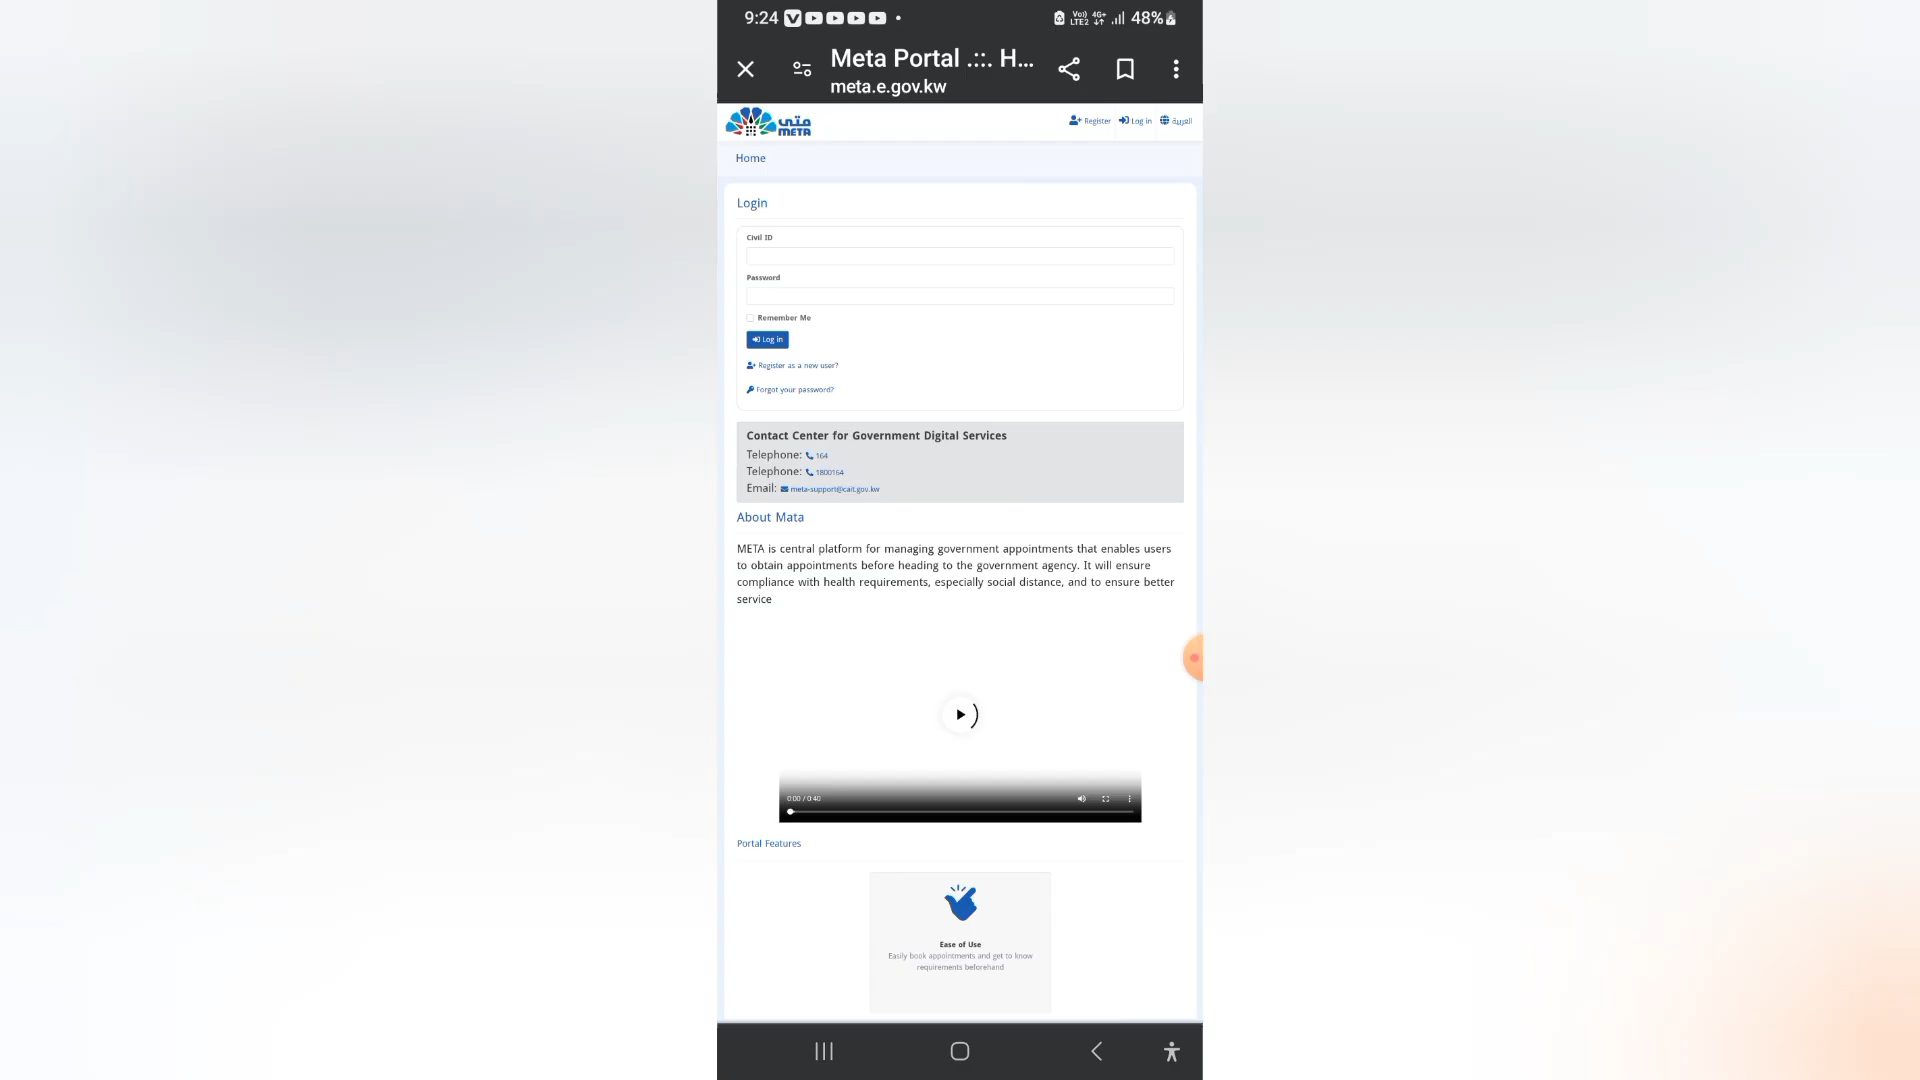 9:24
Vo)) LTE2 4G+ 48%
Meta Portal .::. H...
meta.e.gov.kw
متى META
Register Log in العربية
Home
Login
Civil ID
Password
Remember Me
Log in
Register as a new user?
Forgot your password?
Contact Center for Government Digital Services
Telephone: 164
Telephone: 1800164
Email: meta-support@cait.gov.kw
About Mata
META is central platform for managing government appointments that enables users
to obtain appointments before heading to the government agency. It will ensure
compliance with health requirements, especially social distance, and to ensure better
service
0:00 / 0:40
Portal Features
Ease of Use
Easily book appointments and get to know
requirements beforehand